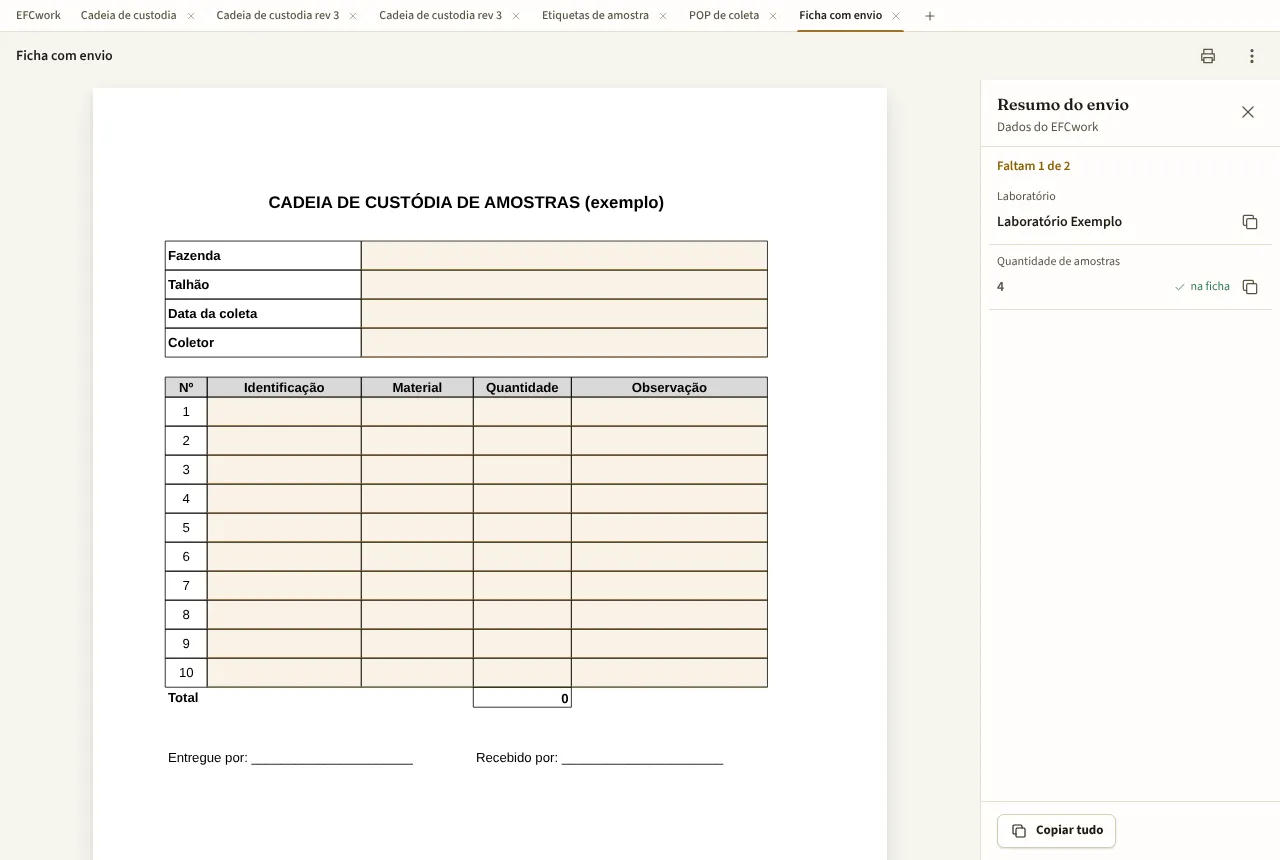 EFCwork Cadeia de custodia Cadeia de custodia rev 3 Cadeia de custodia rev 3 Etiquetas de amostra POP de coleta Ficha com envio
Ficha com envio
CADEIA DE CUSTÓDIA DE AMOSTRAS (exemplo)
Fazenda
Talhão
Data da coleta
Coletor
Nº Identificação Material Quantidade Observação
1
2
3
4
5
6
7
8
9
10
Total 0
Entregue por: _______________________ Recebido por: _______________________
Resumo do envio
Dados do EFCwork
Faltam 1 de 2
Laboratório
Laboratório Exemplo
Quantidade de amostras
4 na ficha
Copiar tudo